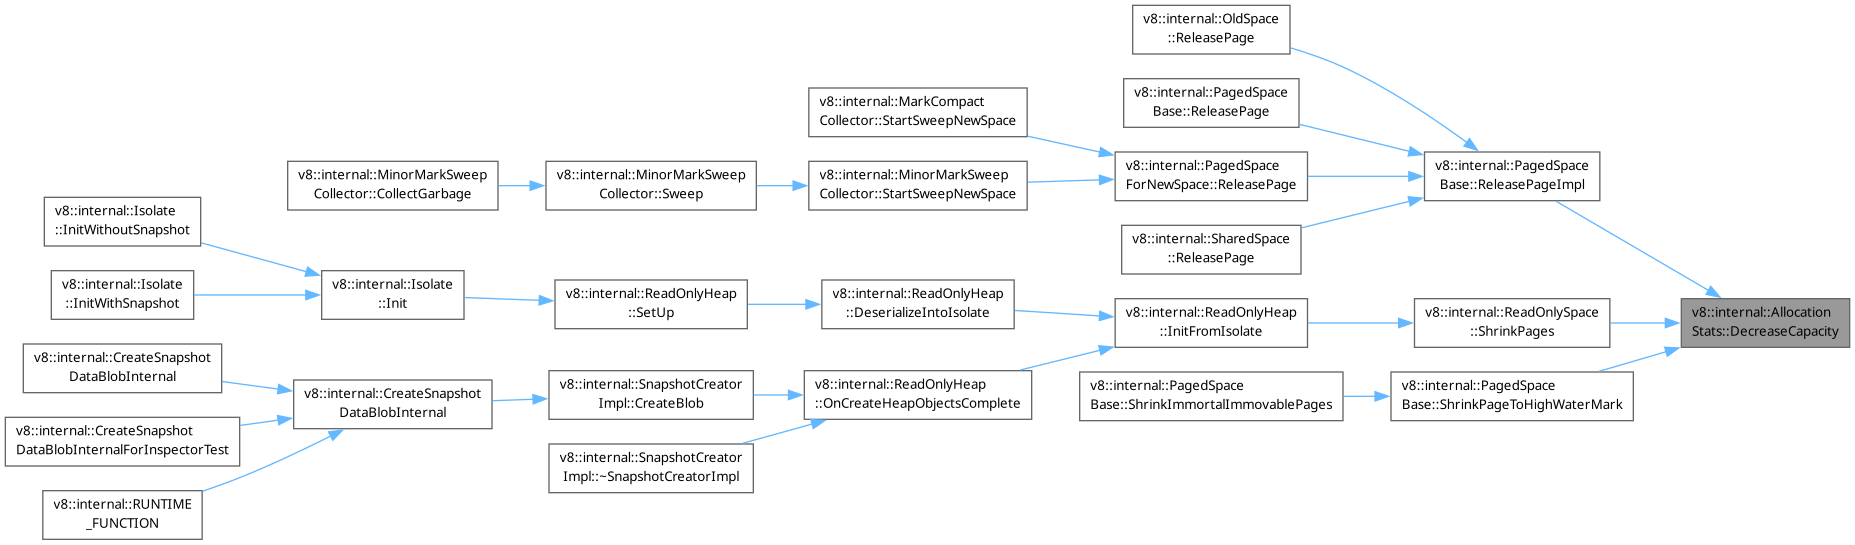 v8::internal::OldSpace
::ReleasePage
v8::internal::PagedSpace
Base::ReleasePage
v8::internal::MarkCompact
Collector::StartSweepNewSpace
v8::internal::PagedSpace
ForNewSpace::ReleasePage
v8::internal::PagedSpace
Base::ReleasePageImpl
v8::internal::MinorMarkSweep
Collector::CollectGarbage
v8::internal::MinorMarkSweep
Collector::Sweep
v8::internal::MinorMarkSweep
Collector::StartSweepNewSpace
v8::internal::SharedSpace
::ReleasePage
v8::internal::Isolate
::InitWithoutSnapshot
v8::internal::Isolate
::InitWithSnapshot
v8::internal::Isolate
::Init
v8::internal::ReadOnlyHeap
::SetUp
v8::internal::ReadOnlyHeap
::DeserializeIntoIsolate
v8::internal::ReadOnlyHeap
::InitFromIsolate
v8::internal::ReadOnlySpace
::ShrinkPages
v8::internal::Allocation
Stats::DecreaseCapacity
v8::internal::CreateSnapshot
DataBlobInternal
v8::internal::CreateSnapshot
DataBlobInternalForInspectorTest
v8::internal::RUNTIME
_FUNCTION
v8::internal::CreateSnapshot
DataBlobInternal
v8::internal::SnapshotCreator
Impl::CreateBlob
v8::internal::SnapshotCreator
Impl::~SnapshotCreatorImpl
v8::internal::ReadOnlyHeap
::OnCreateHeapObjectsComplete
v8::internal::PagedSpace
Base::ShrinkImmortalImmovablePages
v8::internal::PagedSpace
Base::ShrinkPageToHighWaterMark